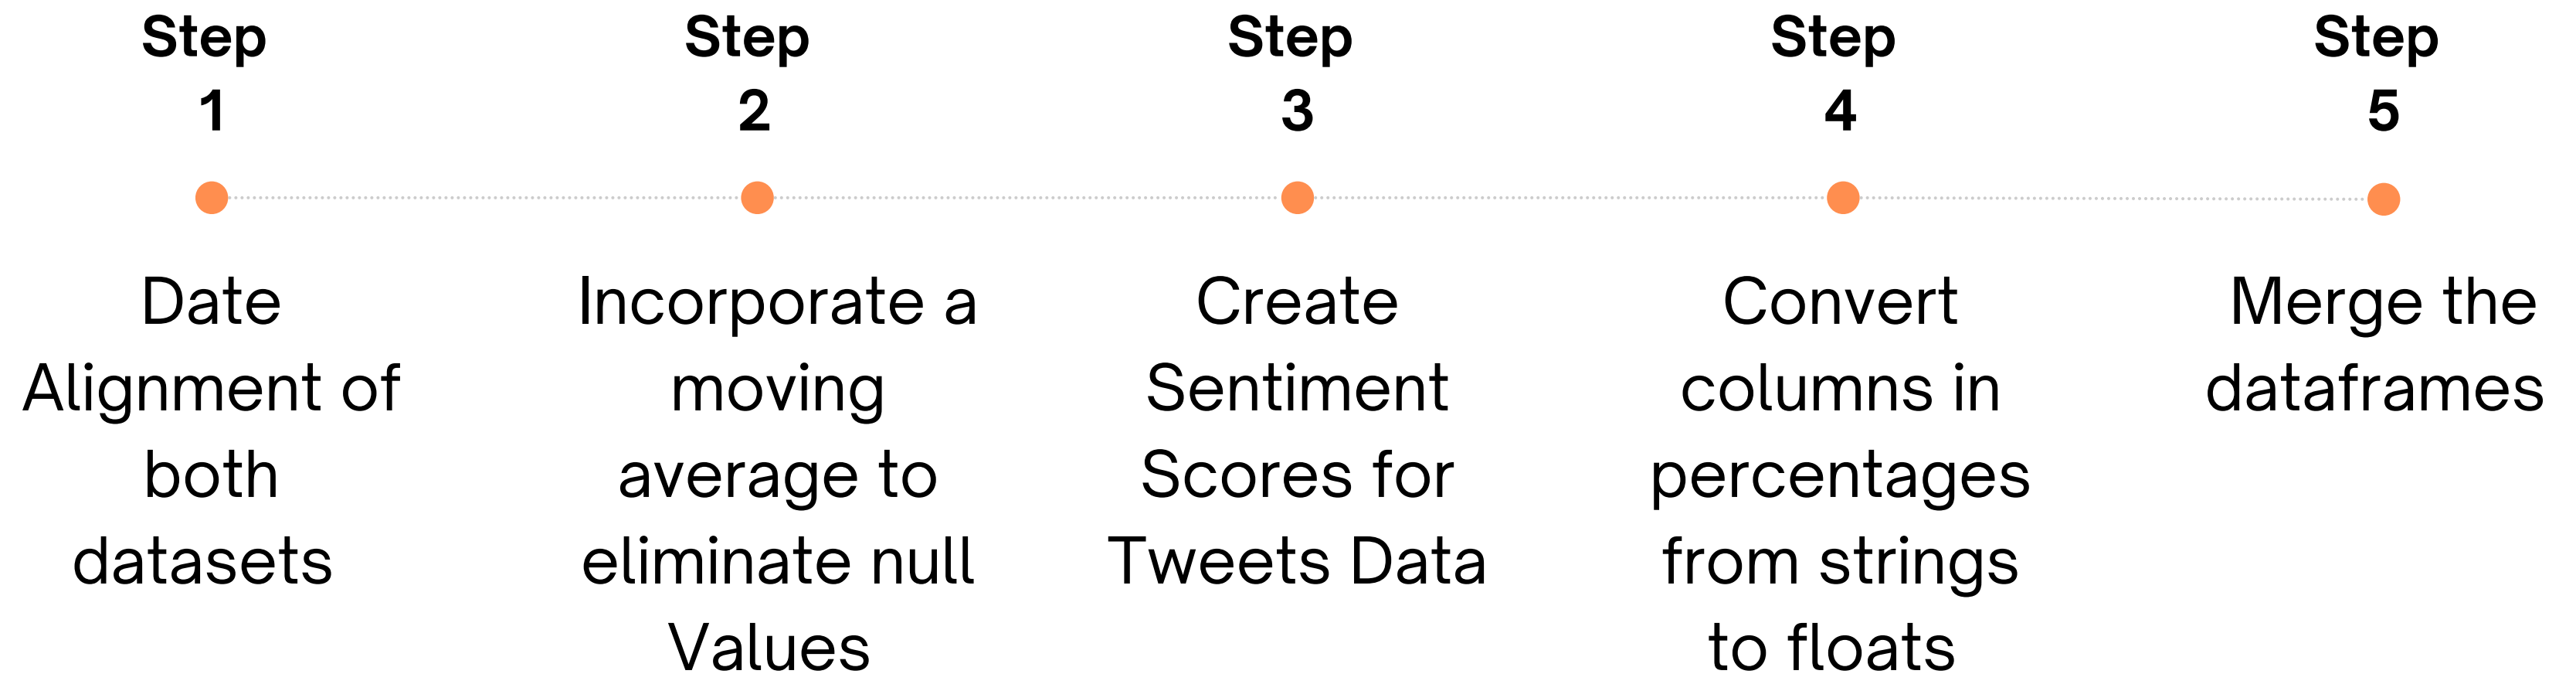 Step
1
Date
Alignment of
both
datasets
Step
2
Incorporate a
moving
average to
eliminate null
Values
Step
3
Create
Sentiment
Scores for
Tweets Data
Step
4
Convert
columns in
percentages
from strings
to floats
Step
5
Merge the
dataframes